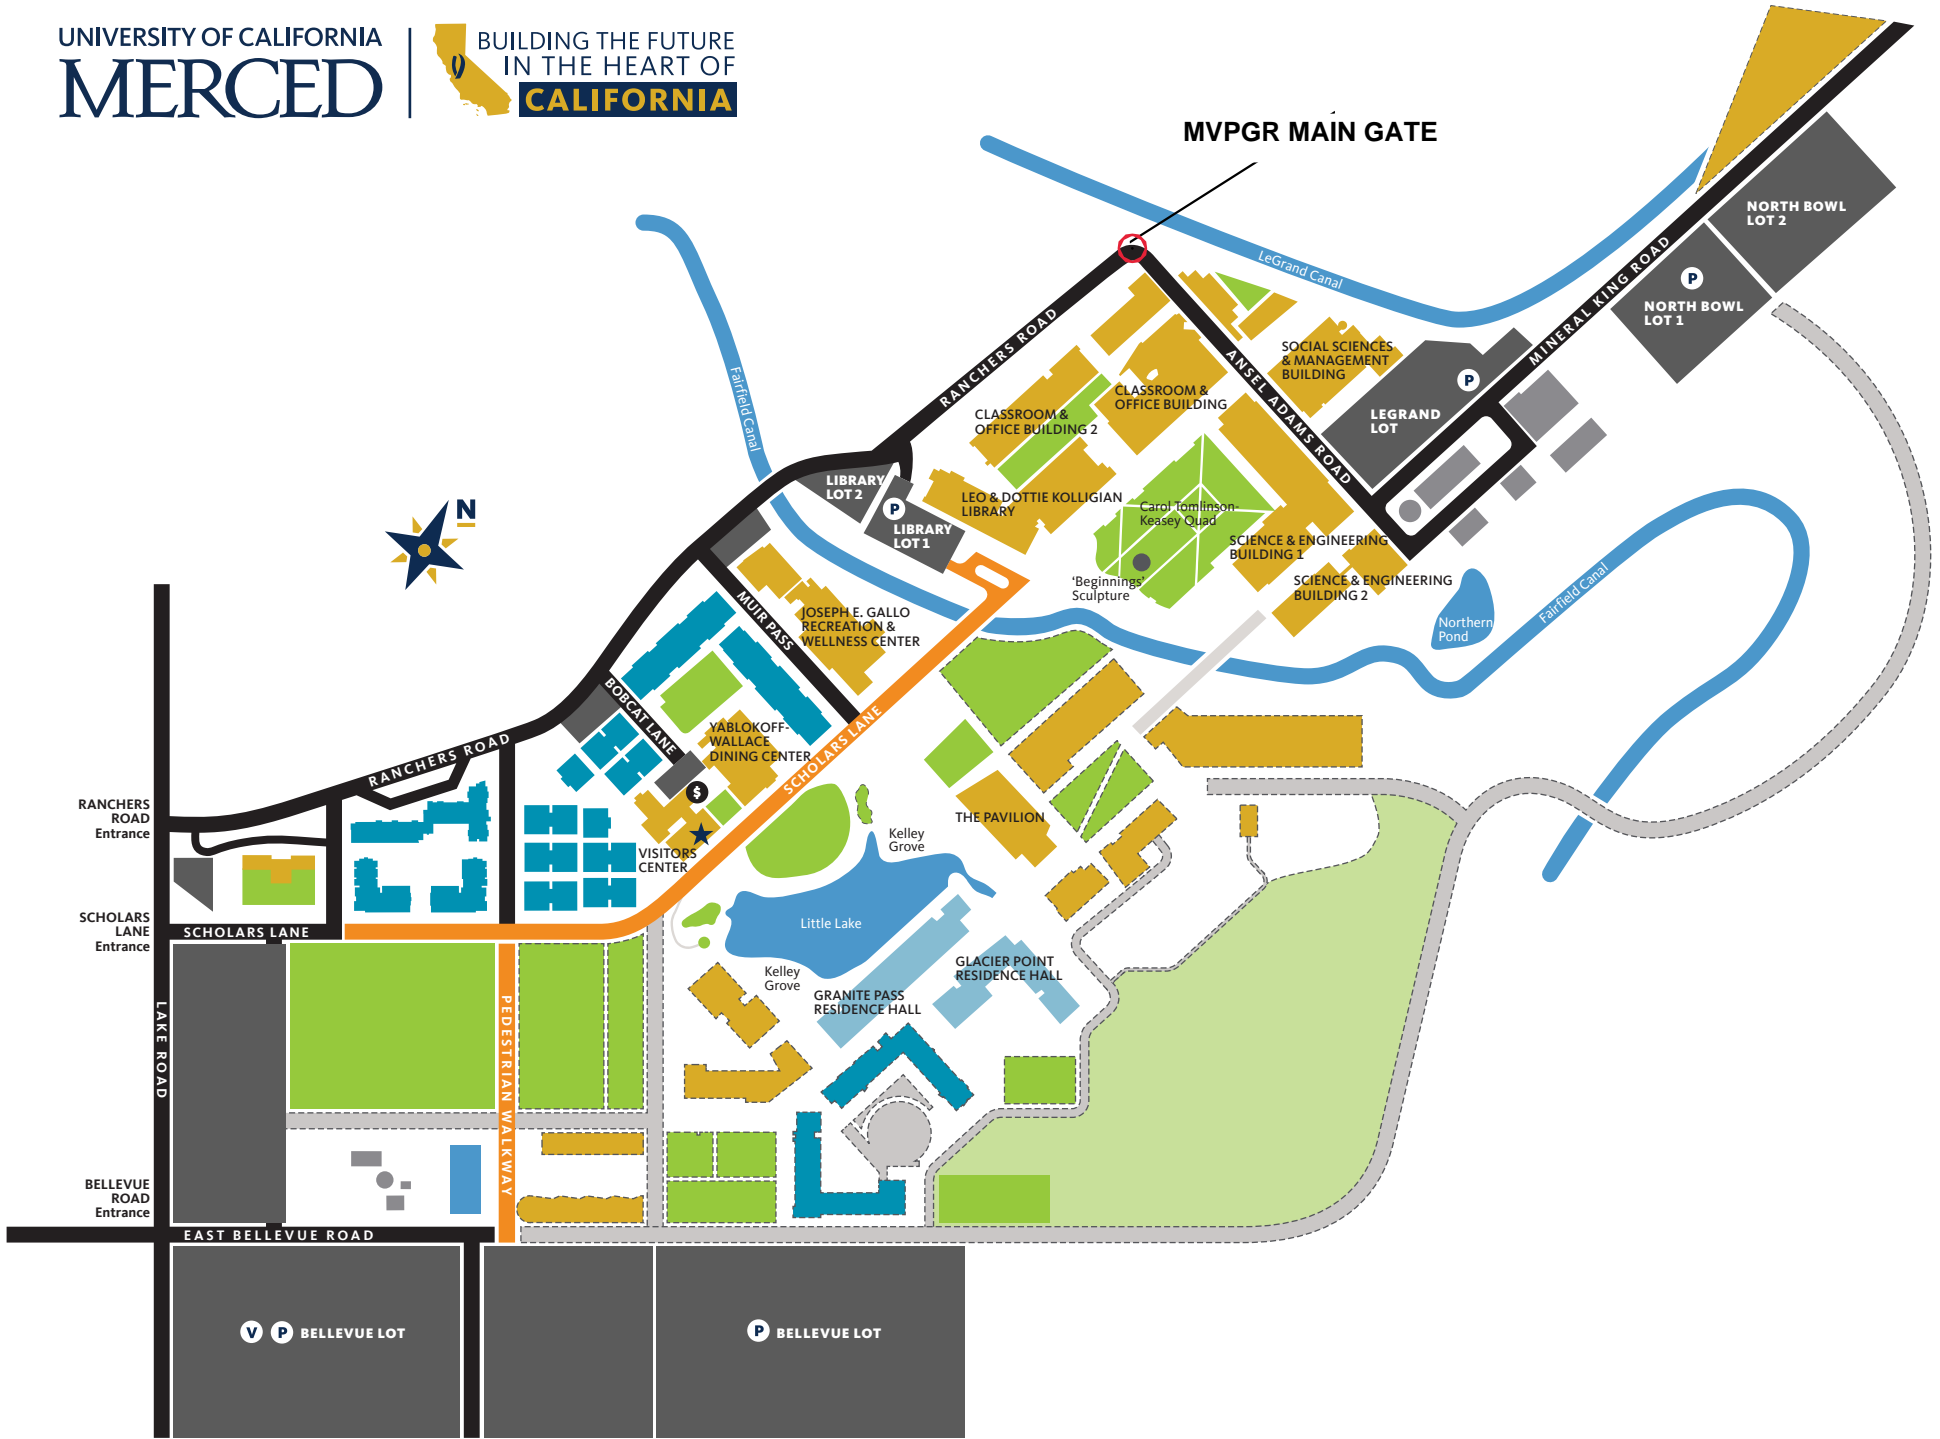 UNIVERSITY OF CALIFORNIA
MERCED
BUILDING THE FUTURE
IN THE HEART OF
CALIFORNIA
MVPGR MAIN GATE
NORTH BOWL
LOT 2
P
NORTH BOWL
LOT 1
LeGrand Canal
MINERAL KING ROAD
RANCHERS ROAD
ANSEL ADAMS ROAD
SOCIAL SCIENCES
& MANAGEMENT
BUILDING
P
LEGRAND
LOT
CLASSROOM &
OFFICE BUILDING
CLASSROOM &
OFFICE BUILDING 2
Fairfield Canal
LIBRARY
LOT 2
P
LIBRARY
LOT 1
LEO & DOTTIE KOLLIGIAN
LIBRARY
Carol Tomlinson-
Keasey Quad
'Beginnings'
Sculpture
SCIENCE & ENGINEERING
BUILDING 1
SCIENCE & ENGINEERING
BUILDING 2
Northern
Pond
Fairfield Canal
N
MUIR PASS
JOSEPH E. GALLO
RECREATION &
WELLNESS CENTER
BOBCAT LANE
YABLOKOFF-
WALLACE
DINING CENTER
SCHOLARS LANE
$
RANCHERS ROAD
RANCHERS
ROAD
Entrance
VISITORS
CENTER
Kelley
Grove
THE PAVILION
SCHOLARS
LANE
Entrance
SCHOLARS LANE
Little Lake
Kelley
Grove
GLACIER POINT
RESIDENCE HALL
GRANITE PASS
RESIDENCE HALL
LAKE ROAD
PEDESTRIAN WALKWAY
BELLEVUE
ROAD
Entrance
EAST BELLEVUE ROAD
V P BELLEVUE LOT
P BELLEVUE LOT